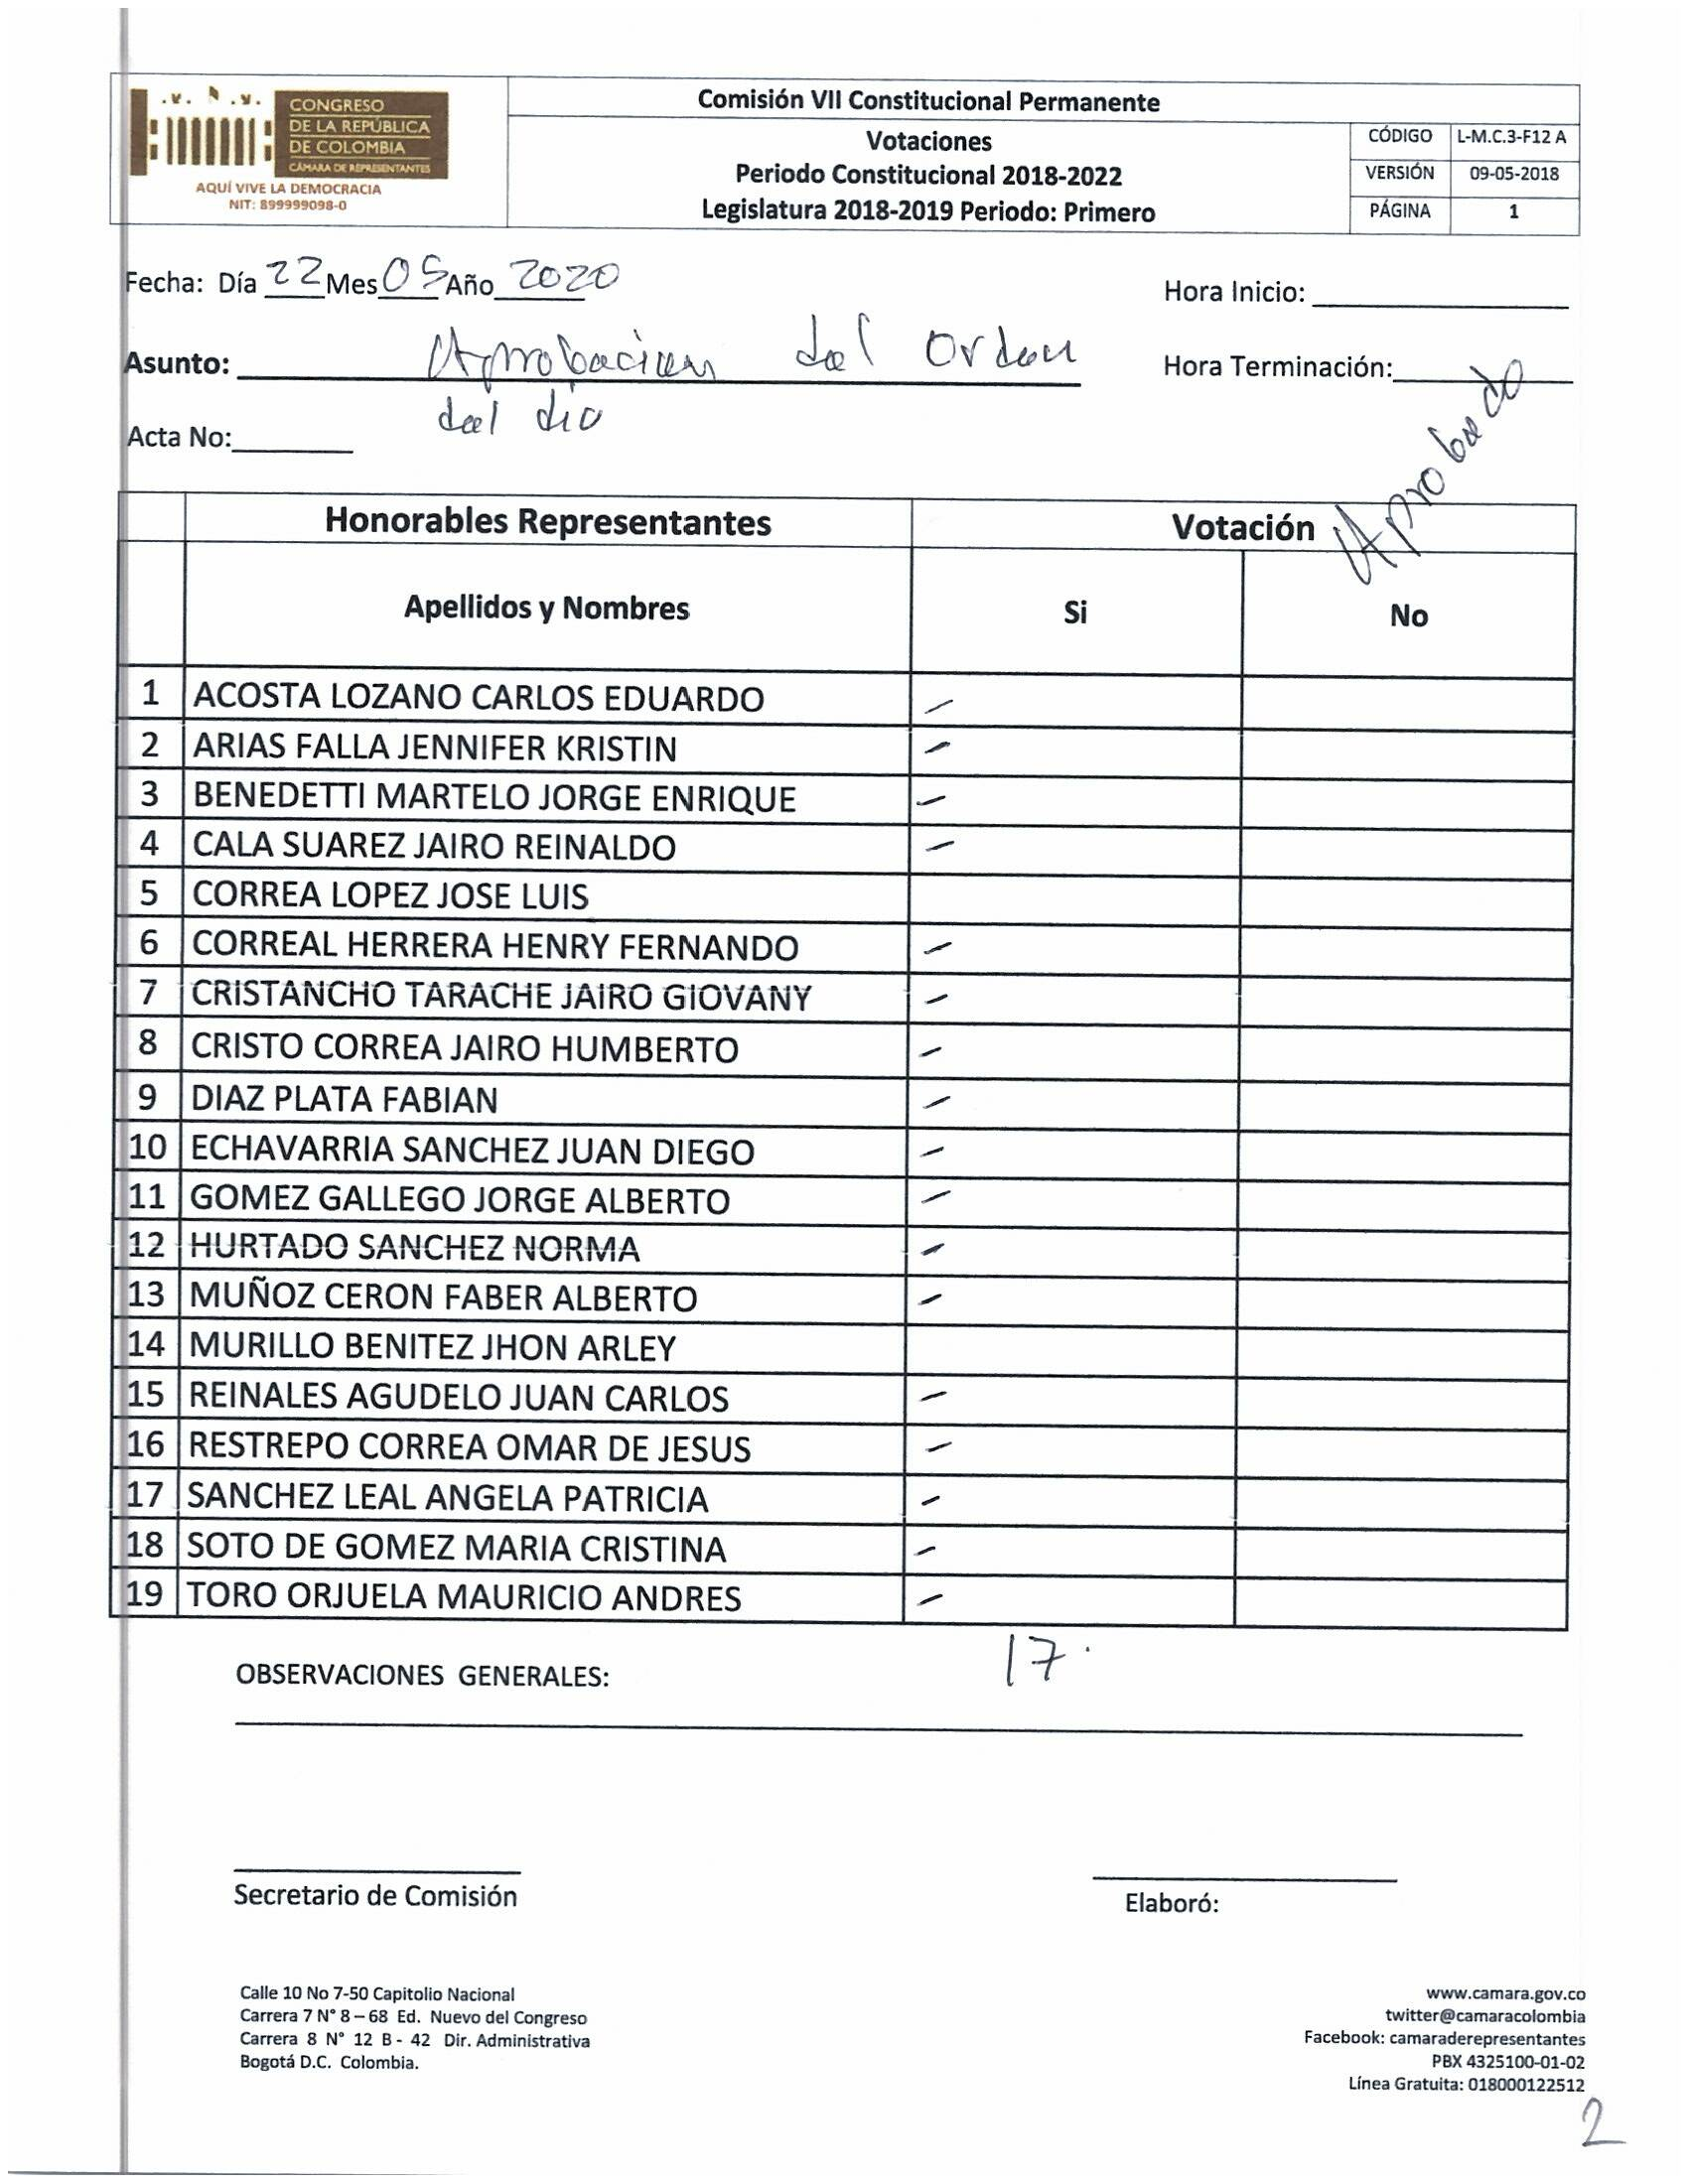 CONGRESO
DE LA REPÚBLICA
DE COLOMBIA
CÁMARA DE REPRESENTANTES
AQUÍ VIVE LA DEMOCRACIA
NIT: 899999098-0
Comisión VII Constitucional Permanente
Votaciones
Periodo Constitucional 2018-2022
Legislatura 2018-2019 Periodo: Primero
CÓDIGO L-M.C.3-F12 A
VERSIÓN 09-05-2018
PÁGINA 1
Fecha: Día 22 Mes 05 Año 2020
Hora Inicio:
Asunto: Aprobacion del Orden
del dia
Hora Terminación:
Acta No:
Aprobado
Honorables Representantes Votación
Apellidos y Nombres Si No
1 ACOSTA LOZANO CARLOS EDUARDO
2 ARIAS FALLA JENNIFER KRISTIN
3 BENEDETTI MARTELO JORGE ENRIQUE
4 CALA SUAREZ JAIRO REINALDO
5 CORREA LOPEZ JOSE LUIS
6 CORREAL HERRERA HENRY FERNANDO
7 CRISTANCHO TARACHE JAIRO GIOVANY
8 CRISTO CORREA JAIRO HUMBERTO
9 DIAZ PLATA FABIAN
10 ECHAVARRIA SANCHEZ JUAN DIEGO
11 GOMEZ GALLEGO JORGE ALBERTO
12 HURTADO SANCHEZ NORMA
13 MUÑOZ CERON FABER ALBERTO
14 MURILLO BENITEZ JHON ARLEY
15 REINALES AGUDELO JUAN CARLOS
16 RESTREPO CORREA OMAR DE JESUS
17 SANCHEZ LEAL ANGELA PATRICIA
18 SOTO DE GOMEZ MARIA CRISTINA
19 TORO ORJUELA MAURICIO ANDRES
17
OBSERVACIONES GENERALES:
Secretario de Comisión
Elaboró:
Calle 10 No 7-50 Capitolio Nacional
Carrera 7 N° 8 – 68 Ed. Nuevo del Congreso
Carrera 8 N° 12 B - 42 Dir. Administrativa
Bogotá D.C. Colombia.
www.camara.gov.co
twitter@camaracolombia
Facebook: camaraderepresentantes
PBX 4325100-01-02
Línea Gratuita: 018000122512
2